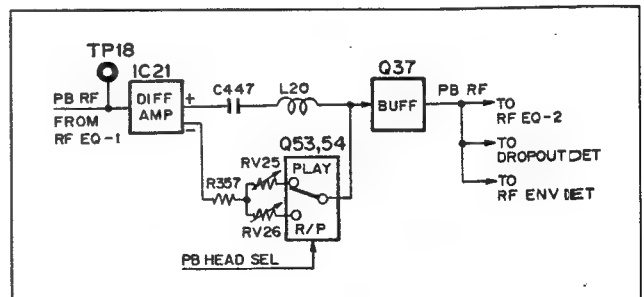 TP18
IC21
PB RF
FROM
RF EQ-1
DIFF
AMP
+
−
C447
L20
Q37
BUFF
PB RF
TO
RF EQ-2
TO
DROPOUT DET
TO
RF ENV DET
Q53,54
R357
RV25
RV26
PLAY
R/P
PB HEAD SEL